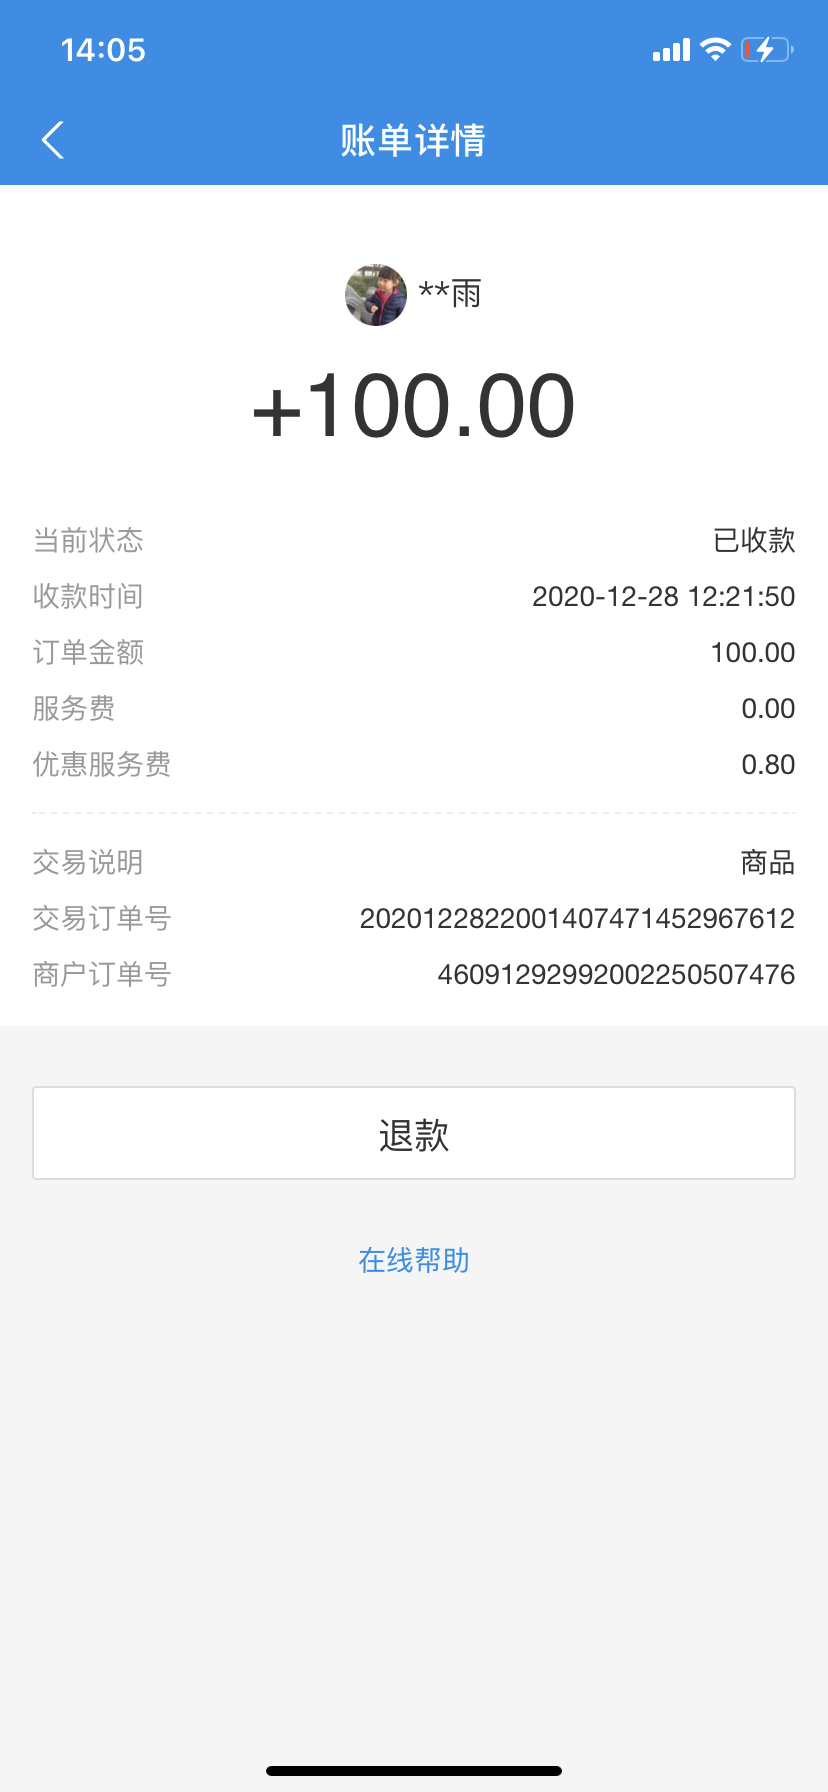 14:05
账单详情
**雨
+100.00
当前状态 已收款
收款时间 2020-12-28 12:21:50
订单金额 100.00
服务费 0.00
优惠服务费 0.80
交易说明 商品
交易订单号 2020122822001407471452967612
商户订单号 46091292992002250507476
退款
在线帮助